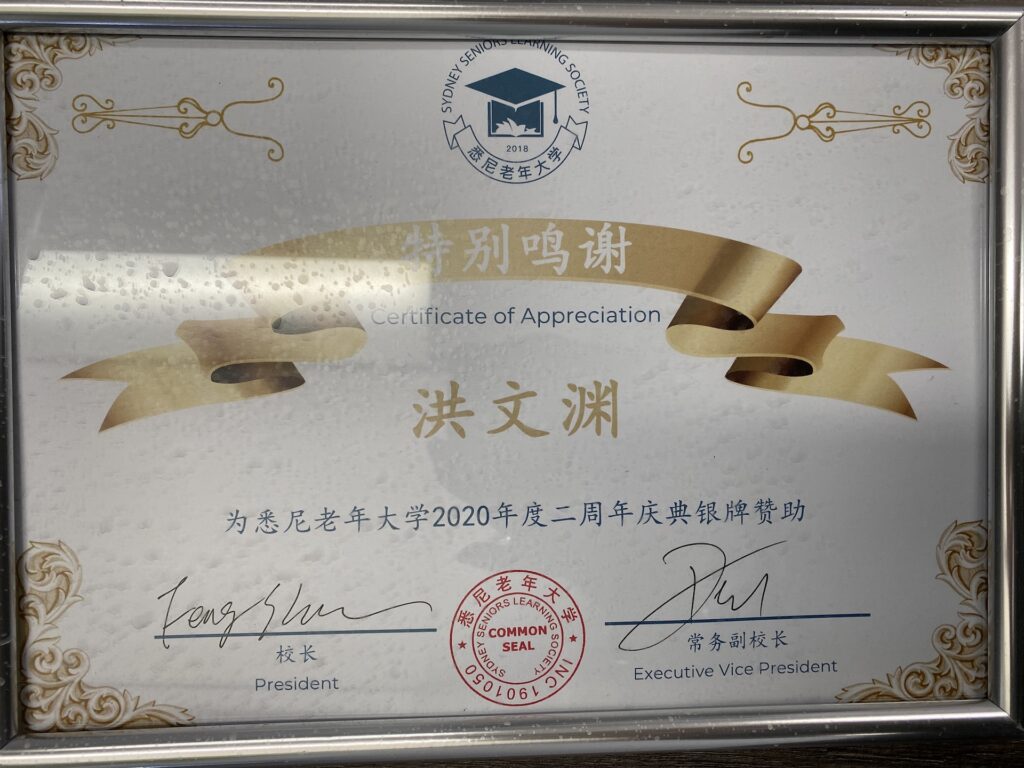 SYDNEY SENIORS LEARNING SOCIETY
2018
悉尼老年大学
特别鸣谢
Certificate of Appreciation
洪文渊
为悉尼老年大学2020年度二周年庆典银牌赞助
校长
President
悉尼老年大学
SYDNEY SENIORS LEARNING SOCIETY
COMMON
SEAL
INC 1901050
常务副校长
Executive Vice President